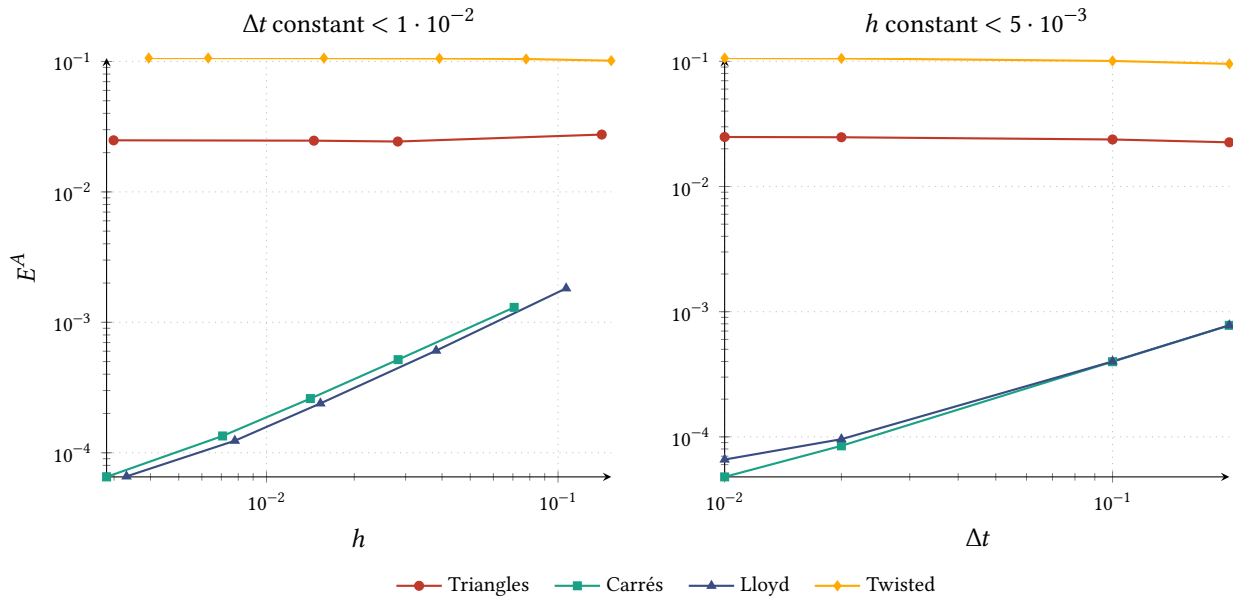 Δt constant < 1 · 10⁻²
h constant < 5 · 10⁻³
10⁻¹
10⁻²
10⁻³
10⁻⁴
Eᴬ
10⁻²
10⁻¹
h
10⁻¹
10⁻²
10⁻³
10⁻⁴
10⁻²
10⁻¹
Δt
Triangles Carrés Lloyd Twisted